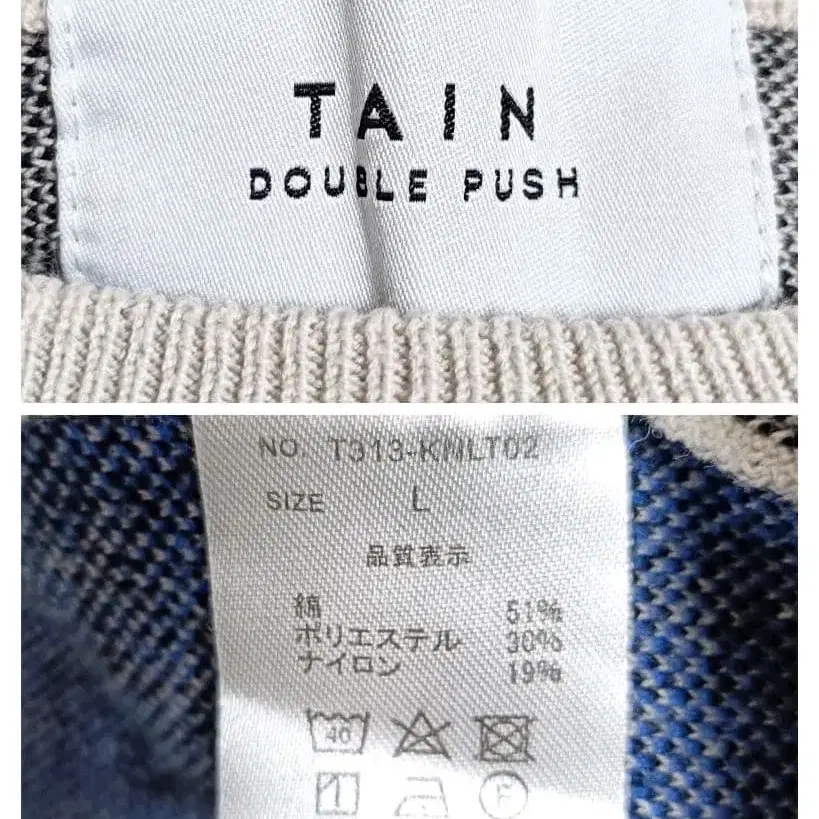 TAIN
DOUBLE PUSH
NO. T313-KNLT02
SIZE L
品質表示
綿 51%
ポリエステル 30%
ナイロン 19%
40
F